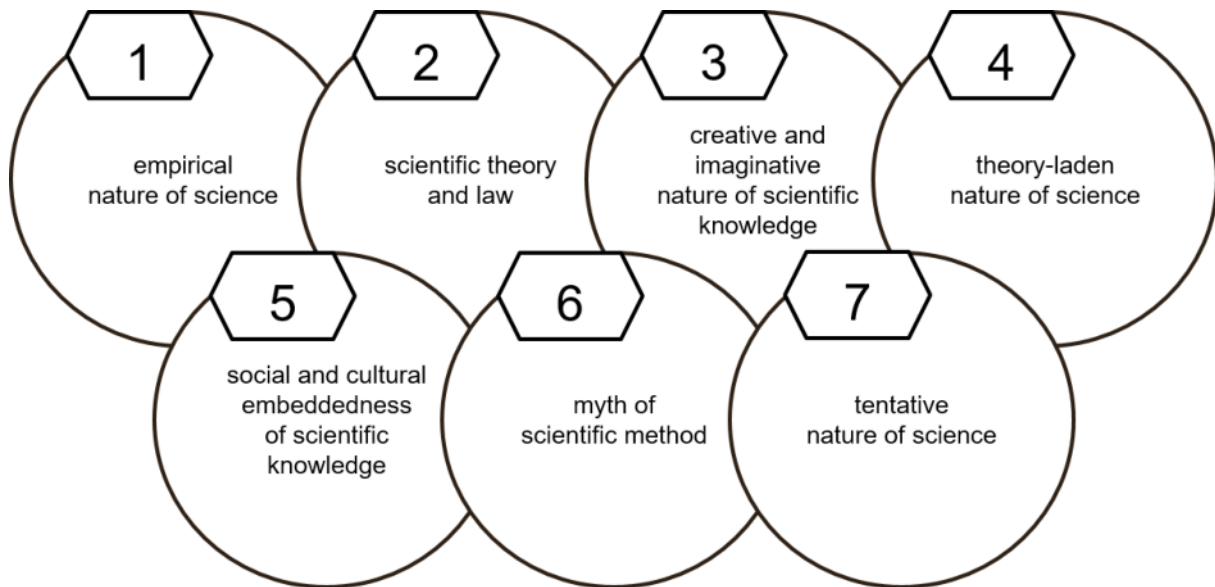 1
empirical
nature of science
2
scientific theory
and law
3
creative and
imaginative
nature of scientific
knowledge
4
theory-laden
nature of science
5
social and cultural
embeddedness
of scientific
knowledge
6
myth of
scientific method
7
tentative
nature of science